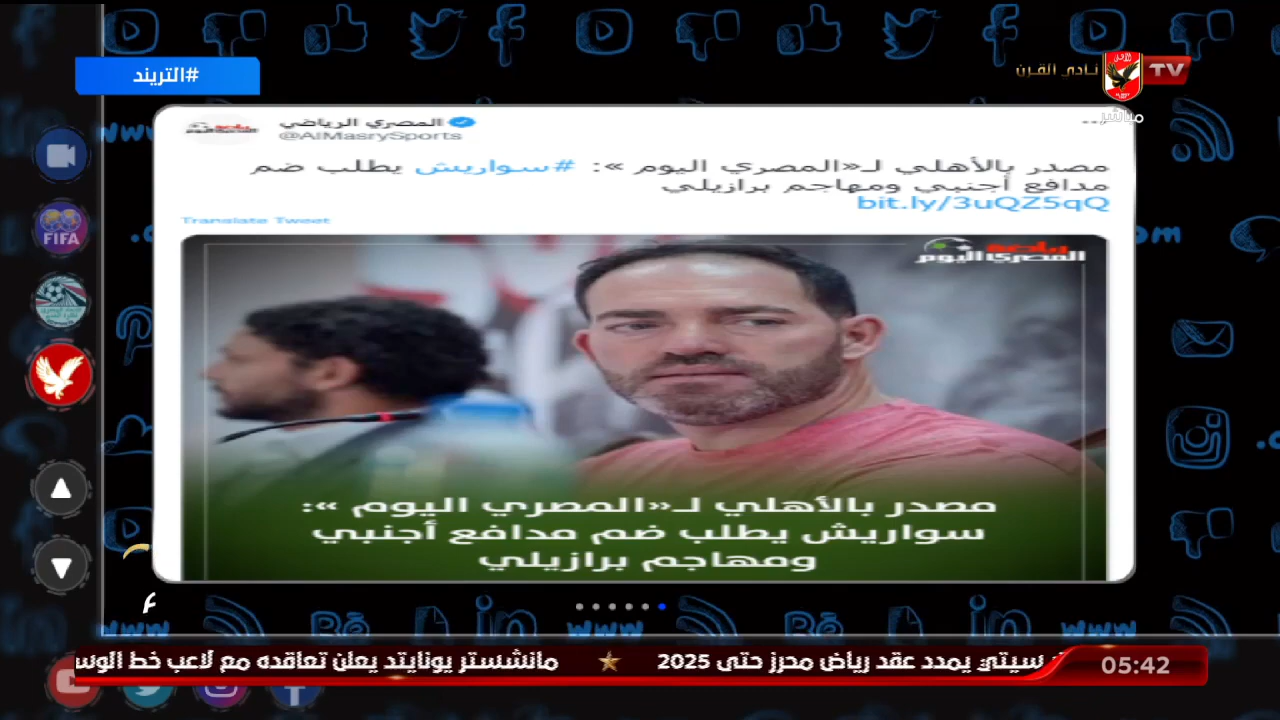 #التريند
نادي القرن
TV
مباشر
المصري الرياضي
@AlMasrySports
مصدر بالأهلي لـ«المصري اليوم »: #سواريش يطلب ضم
مدافع أجنبي ومهاجم برازيلي
bit.ly/3uQZ5qQ
Translate Tweet
FIFA
المصري اليوم
مصدر بالأهلي لـ«المصري اليوم »:
سواريش يطلب ضم مدافع أجنبي
ومهاجم برازيلي
سيتي يمدد عقد رياض محرز حتى 2025
مانشستر يونايتد يعلن تعاقده مع لاعب خط الوس
05:42